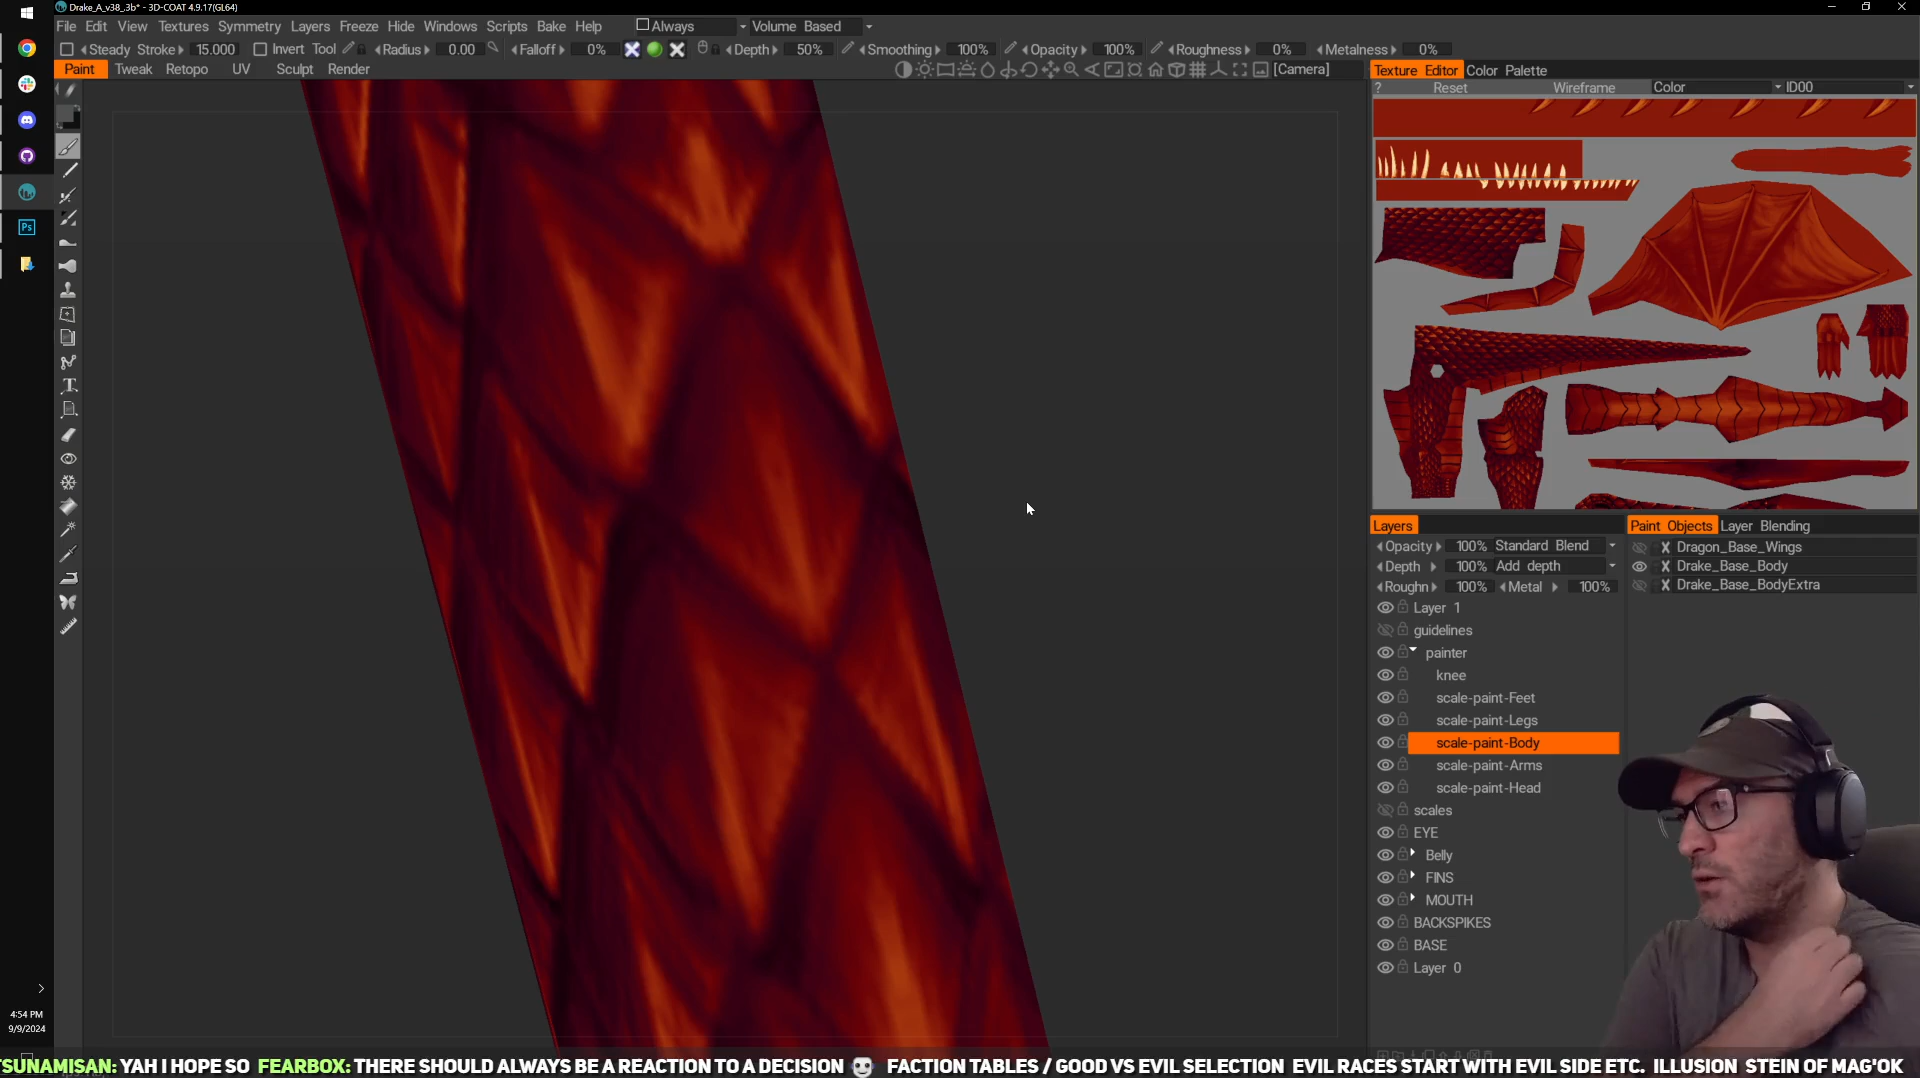 Drake_A_v38_3b* - 3D-COAT 4.9.17(GL64)
File Edit View Textures Symmetry Layers Freeze Hide Windows Scripts Bake Help Always Volume Based
Steady Stroke 15.000 Invert Tool Radius 0.00 Falloff 0% Depth 50% Smoothing 100% Opacity 100% Roughness 0% Metalness 0%
Paint Tweak Retopo UV Sculpt Render [Camera]
Texture Editor Color Palette
? Reset Wireframe Color ID00
Ps
Layers
Opacity 100% Standard Blend
Depth 100% Add depth
Roughn 100% Metal 100%
Layer 1
guidelines
painter
knee
scale-paint-Feet
scale-paint-Legs
scale-paint-Body
scale-paint-Arms
scale-paint-Head
scales
EYE
Belly
FINS
MOUTH
BACKSPIKES
BASE
Layer 0
Paint Objects Layer Blending
X Dragon_Base_Wings
X Drake_Base_Body
X Drake_Base_BodyExtra
4:54 PM
9/9/2024
TSUNAMISAN: YAH I HOPE SO FEARBOX: THERE SHOULD ALWAYS BE A REACTION TO A DECISION FACTION TABLES / GOOD VS EVIL SELECTION EVIL RACES START WITH EVIL SIDE ETC. ILLUSION STEIN OF MAG'OK